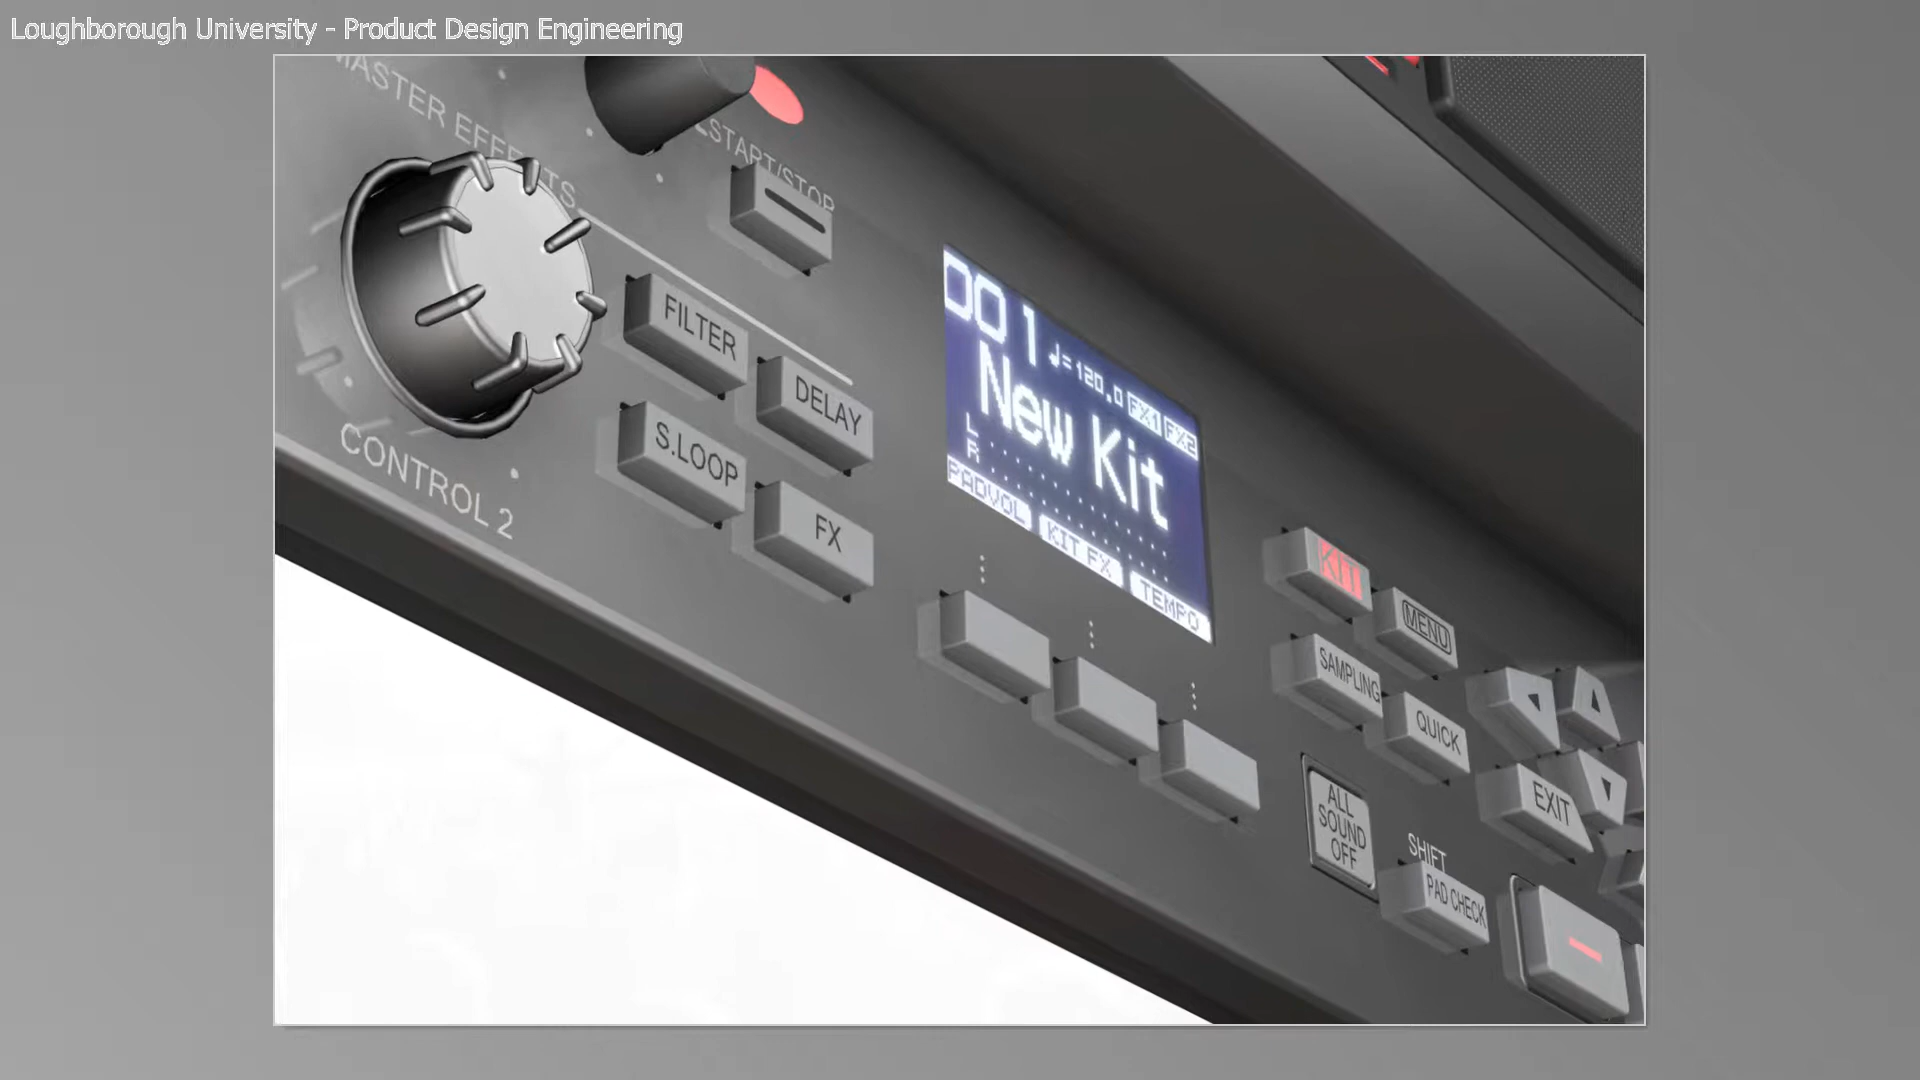 Loughborough University - Product Design Engineering
MASTER EFFECTS
START/STOP
FILTER
DELAY
S.LOOP
FX
CONTROL 2
001 ♩=120.0 FX1 FX2
New Kit
L
R
PADVOL KIT FX TEMPO
KIT
MENU
SAMPLING
QUICK
EXIT
ALL
SOUND
OFF
SHIFT
PAD CHECK